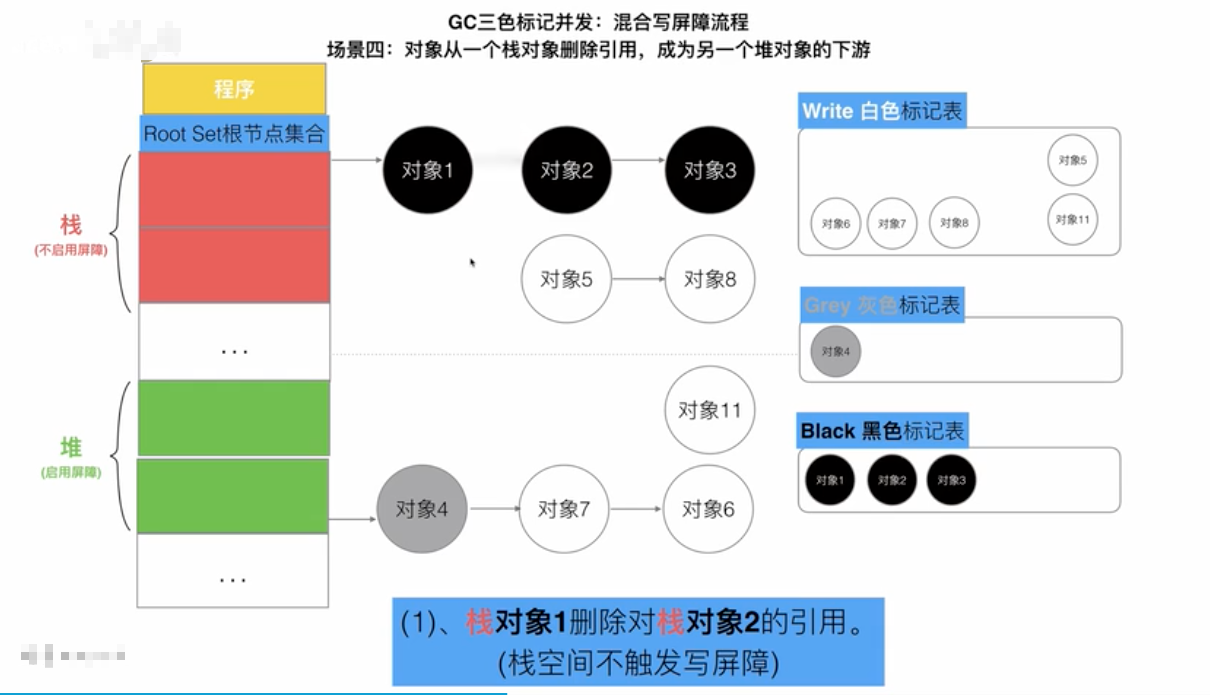 GC三色标记并发：混合写屏障流程
场景四：对象从一个栈对象删除引用，成为另一个堆对象的下游
程序
Root Set根节点集合
栈
(不启用屏障)
...
堆
(启用屏障)
...
对象1
对象2
对象3
对象5
对象8
对象11
对象4
对象7
对象6
Write 白色标记表
对象5
对象6
对象7
对象8
对象11
Grey 灰色标记表
对象4
Black 黑色标记表
对象1
对象2
对象3
(1)、栈对象1删除对栈对象2的引用。
(栈空间不触发写屏障)